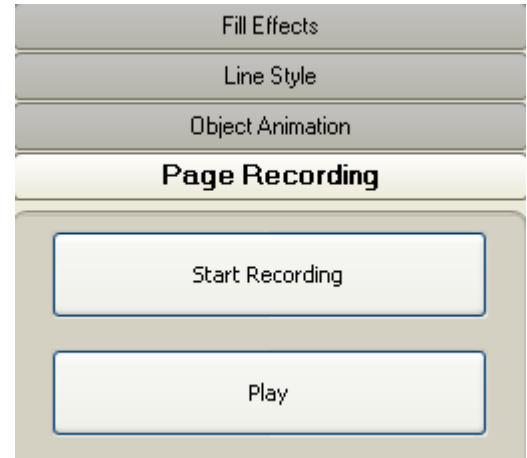 Fill Effects
Line Style
Object Animation
Page Recording
Start Recording
Play